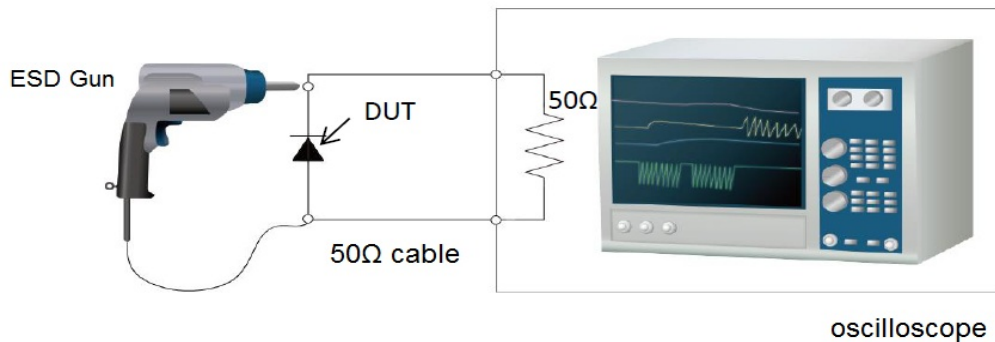 ESD Gun
DUT
50Ω
50Ω cable
oscilloscope